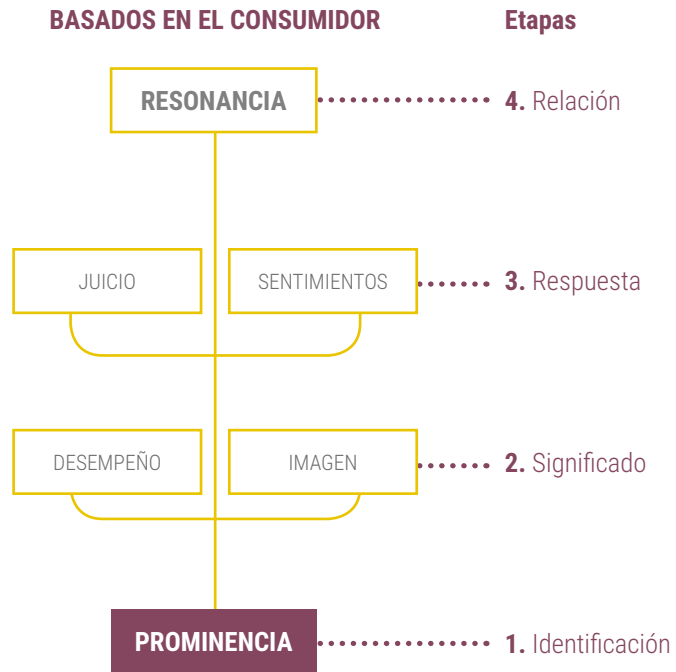 BASADOS EN EL CONSUMIDOR Etapas
RESONANCIA 4. Relación
JUICIO SENTIMIENTOS 3. Respuesta
DESEMPEÑO IMAGEN 2. Significado
PROMINENCIA 1. Identificación